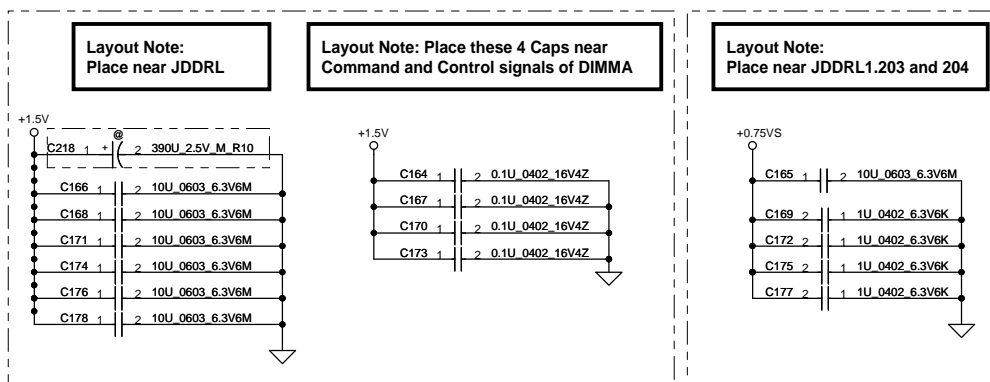 Layout Note:
Place near JDDRL
Layout Note: Place these 4 Caps near
Command and Control signals of DIMMA
Layout Note:
Place near JDDRL1.203 and 204
+1.5V
@
C218 1 + 2 390U_2.5V_M_R10
C166 1 2 10U_0603_6.3V6M
C168 1 2 10U_0603_6.3V6M
C171 1 2 10U_0603_6.3V6M
C174 1 2 10U_0603_6.3V6M
C176 1 2 10U_0603_6.3V6M
C178 1 2 10U_0603_6.3V6M
+1.5V
C164 1 2 0.1U_0402_16V4Z
C167 1 2 0.1U_0402_16V4Z
C170 1 2 0.1U_0402_16V4Z
C173 1 2 0.1U_0402_16V4Z
+0.75VS
C165 1 2 10U_0603_6.3V6M
C169 2 1 1U_0402_6.3V6K
C172 2 1 1U_0402_6.3V6K
C175 2 1 1U_0402_6.3V6K
C177 2 1 1U_0402_6.3V6K